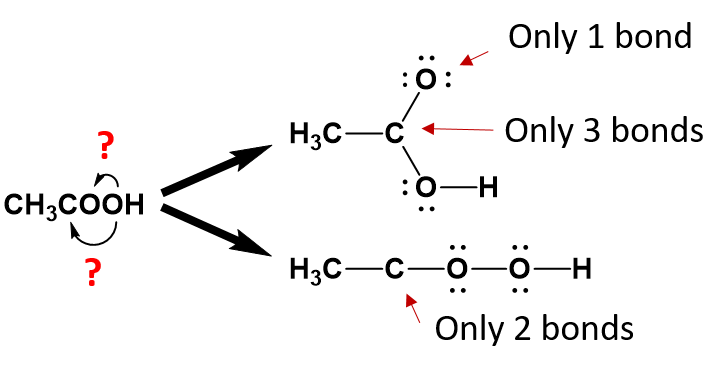 Only 1 bond
O
?
H₃C C
Only 3 bonds
O H
CH₃COOH
H₃C C O O H
?
Only 2 bonds